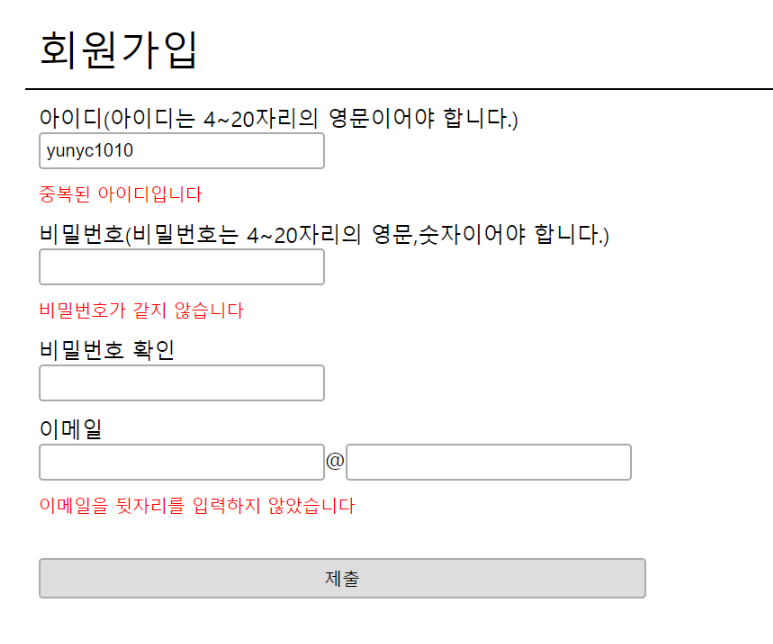 회원가입
아이디(아이디는 4~20자리의 영문이어야 합니다.)
yunyc1010
중복된 아이디입니다
비밀번호(비밀번호는 4~20자리의 영문,숫자이어야 합니다.)
비밀번호가 같지 않습니다
비밀번호 확인
이메일
@
이메일을 뒷자리를 입력하지 않았습니다
제출